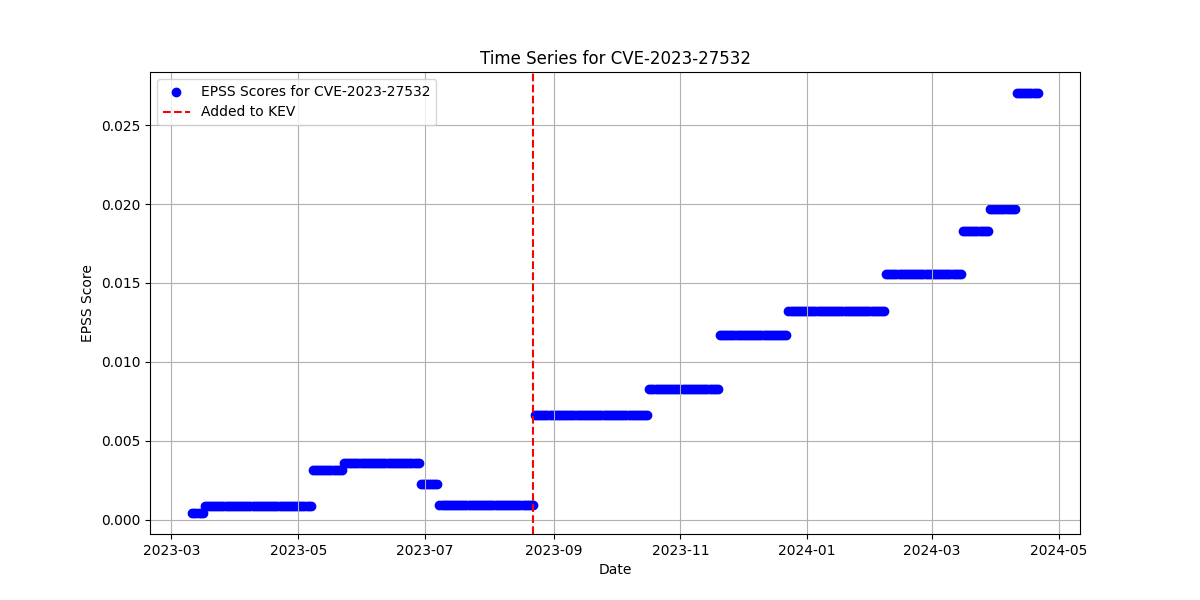 Time Series for CVE-2023-27532
EPSS Scores for CVE-2023-27532
Added to KEV
EPSS Score
0.025
0.020
0.015
0.010
0.005
0.000
2023-03 2023-05 2023-07 2023-09 2023-11 2024-01 2024-03 2024-05
Date